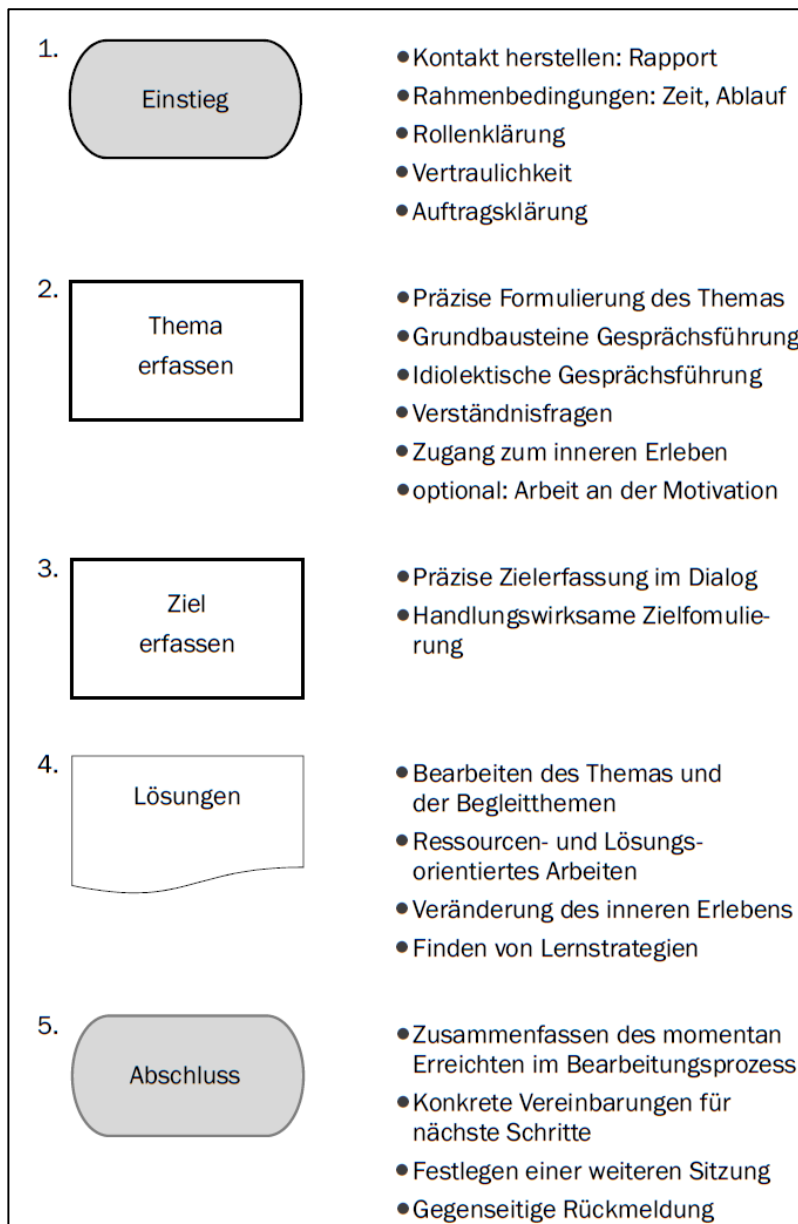 1.
Einstieg
• Kontakt herstellen: Rapport
• Rahmenbedingungen: Zeit, Ablauf
• Rollenklärung
• Vertraulichkeit
• Auftragsklärung
2.
Thema
erfassen
• Präzise Formulierung des Themas
• Grundbausteine Gesprächsführung
• Idiolektische Gesprächsführung
• Verständnisfragen
• Zugang zum inneren Erleben
• optional: Arbeit an der Motivation
3.
Ziel
erfassen
• Präzise Zielerfassung im Dialog
• Handlungswirksame Zielfomulie-
rung
4.
Lösungen
• Bearbeiten des Themas und
der Begleitthemen
• Ressourcen- und Lösungs-
orientiertes Arbeiten
• Veränderung des inneren Erlebens
• Finden von Lernstrategien
5.
Abschluss
• Zusammenfassen des momentan
Erreichten im Bearbeitungsprozess
• Konkrete Vereinbarungen für
nächste Schritte
• Festlegen einer weiteren Sitzung
• Gegenseitige Rückmeldung